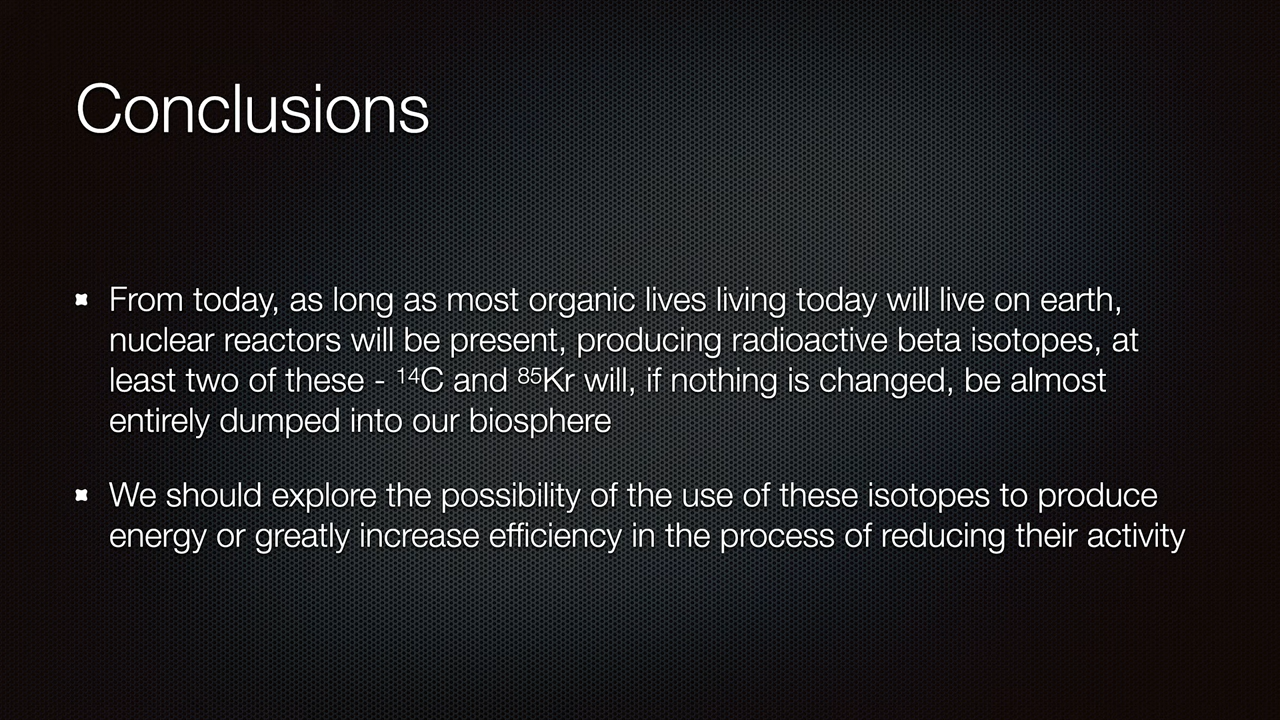 Conclusions
From today, as long as most organic lives living today will live on earth,
nuclear reactors will be present, producing radioactive beta isotopes, at
least two of these - ¹⁴C and ⁸⁵Kr will, if nothing is changed, be almost
entirely dumped into our biosphere
We should explore the possibility of the use of these isotopes to produce
energy or greatly increase efficiency in the process of reducing their activity